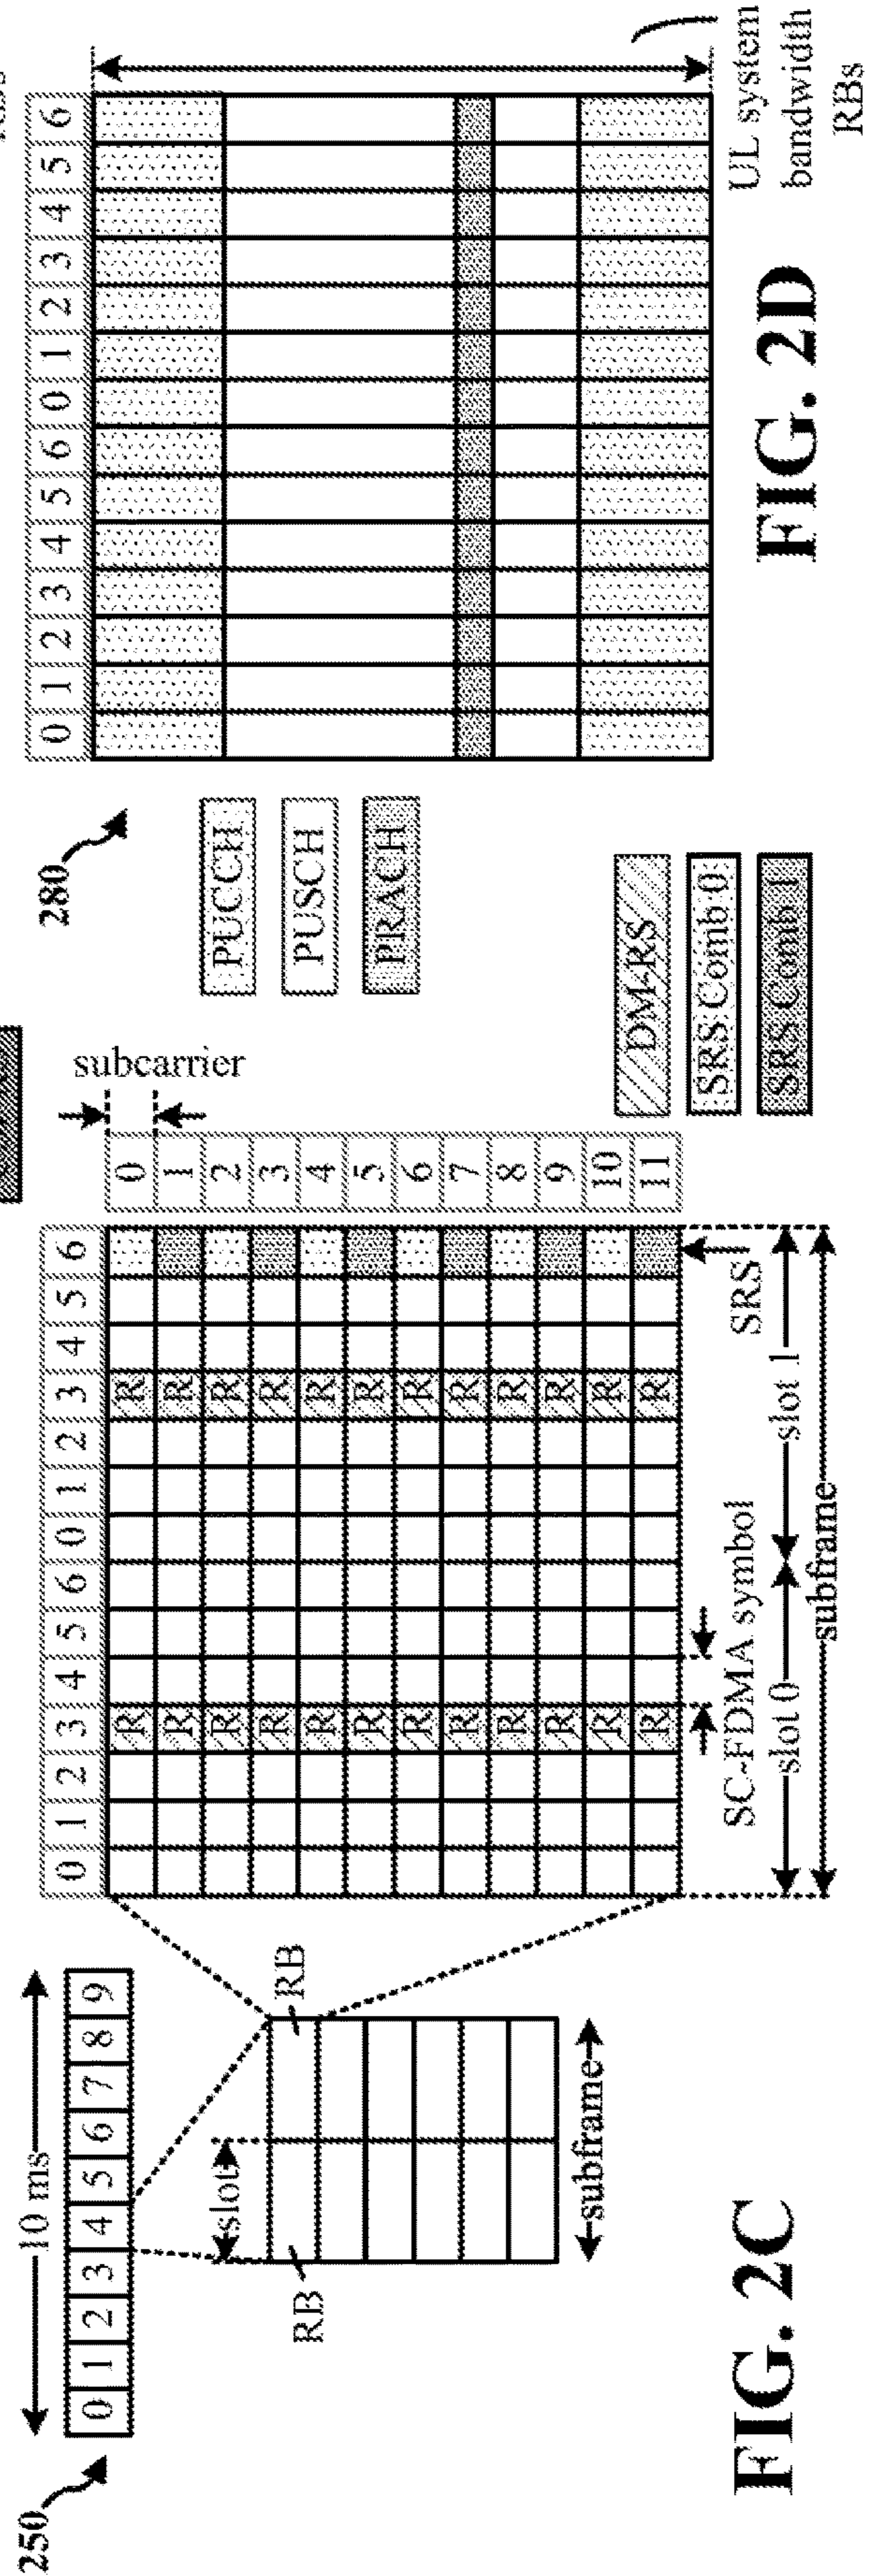 250
10 ms
0 1 2 3 4 5 6 7 8 9
slot
RB
RB
subframe
0 1 2 3 4 5 6 0 1 2 3 4 5 6
R R
R R
R R
R R
R R
R R
R R
R R
R R
R R
R R
R R
subcarrier
0
1
2
3
4
5
6
7
8
9
10
11
SC-FDMA symbol
SRS
slot 0
slot 1
subframe
DM-RS
SRS Comb 0
SRS Comb 1
FIG. 2C
280
PUCCH
PUSCH
PRACH
0 1 2 3 4 5 6 0 1 2 3 4 5 6
UL system
bandwidth
RBs
FIG. 2D